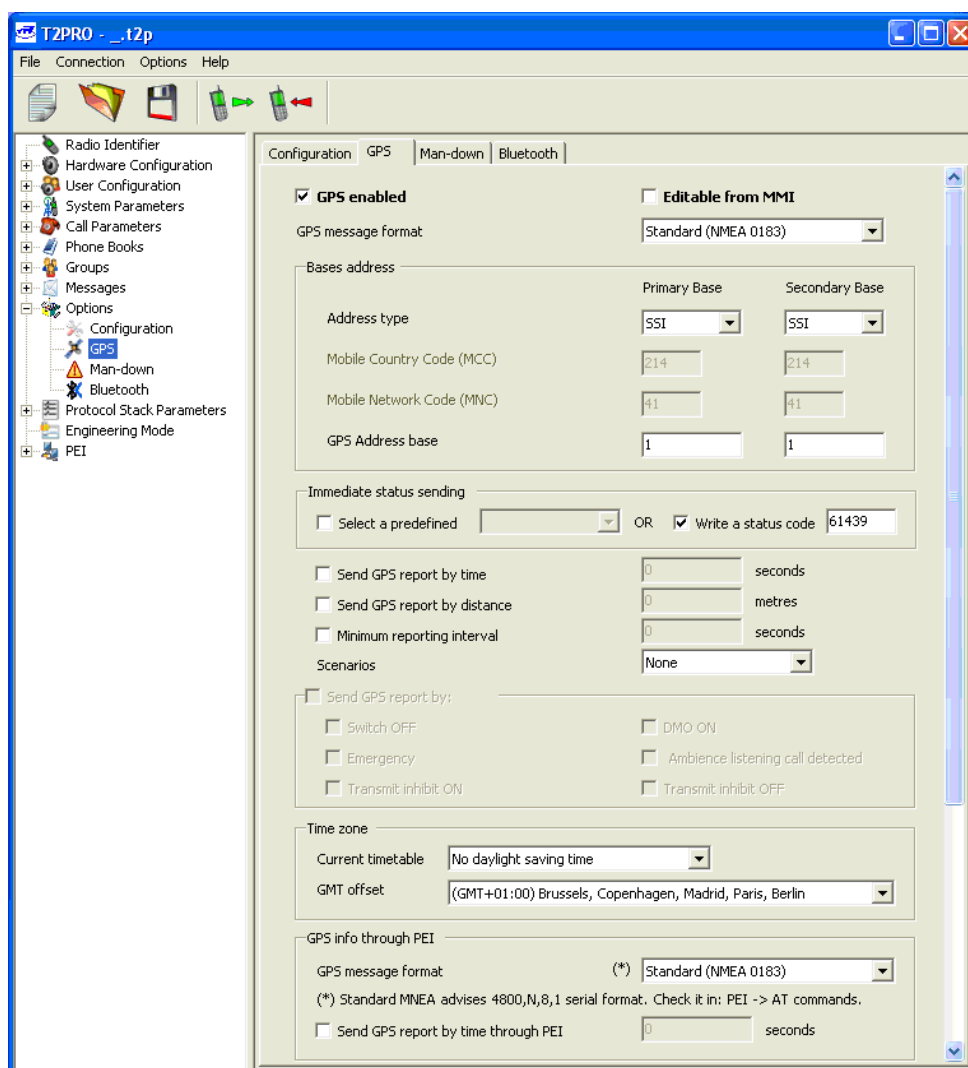 T2PRO - _.t2p
File Connection Options Help
Radio Identifier
Hardware Configuration
User Configuration
System Parameters
Call Parameters
Phone Books
Groups
Messages
Options
Configuration
GPS
Man-down
Bluetooth
Protocol Stack Parameters
Engineering Mode
PEI
Configuration GPS Man-down Bluetooth
GPS enabled Editable from MMI
GPS message format Standard (NMEA 0183)
Bases address
Primary Base Secondary Base
Address type SSI SSI
Mobile Country Code (MCC) 214 214
Mobile Network Code (MNC) 41 41
GPS Address base 1 1
Immediate status sending
Select a predefined OR Write a status code 61439
Send GPS report by time 0 seconds
Send GPS report by distance 0 metres
Minimum reporting interval 0 seconds
Scenarios None
Send GPS report by:
Switch OFF DMO ON
Emergency Ambience listening call detected
Transmit inhibit ON Transmit inhibit OFF
Time zone
Current timetable No daylight saving time
GMT offset (GMT+01:00) Brussels, Copenhagen, Madrid, Paris, Berlin
GPS info through PEI
GPS message format (*) Standard (NMEA 0183)
(*) Standard MNEA advises 4800,N,8,1 serial format. Check it in: PEI -> AT commands.
Send GPS report by time through PEI 0 seconds